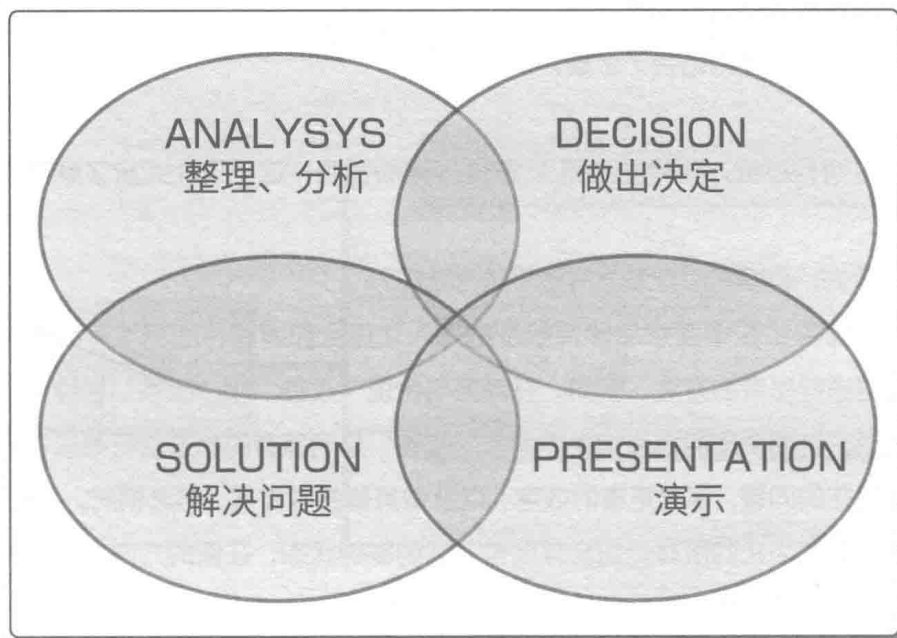 ANALYSYS
整理、分析
DECISION
做出决定
SOLUTION
解决问题
PRESENTATION
演示